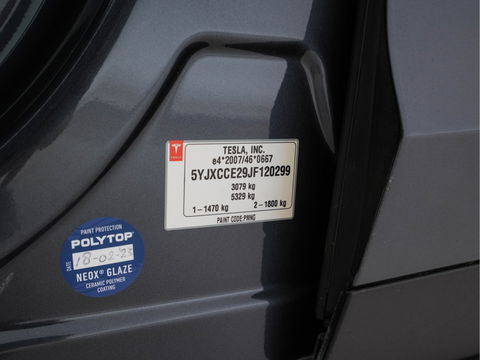 TESLA, INC.
e4*2007/46*0667
5YJXCCE29JF120299
3079 kg
5329 kg
1-1470 kg 2-1800 kg
PAINT CODE:PMNG
PAINT PROTECTION
POLYTOP
DATE 18-02-23
NEOX® GLAZE
CERAMIC POLYMER
COATING